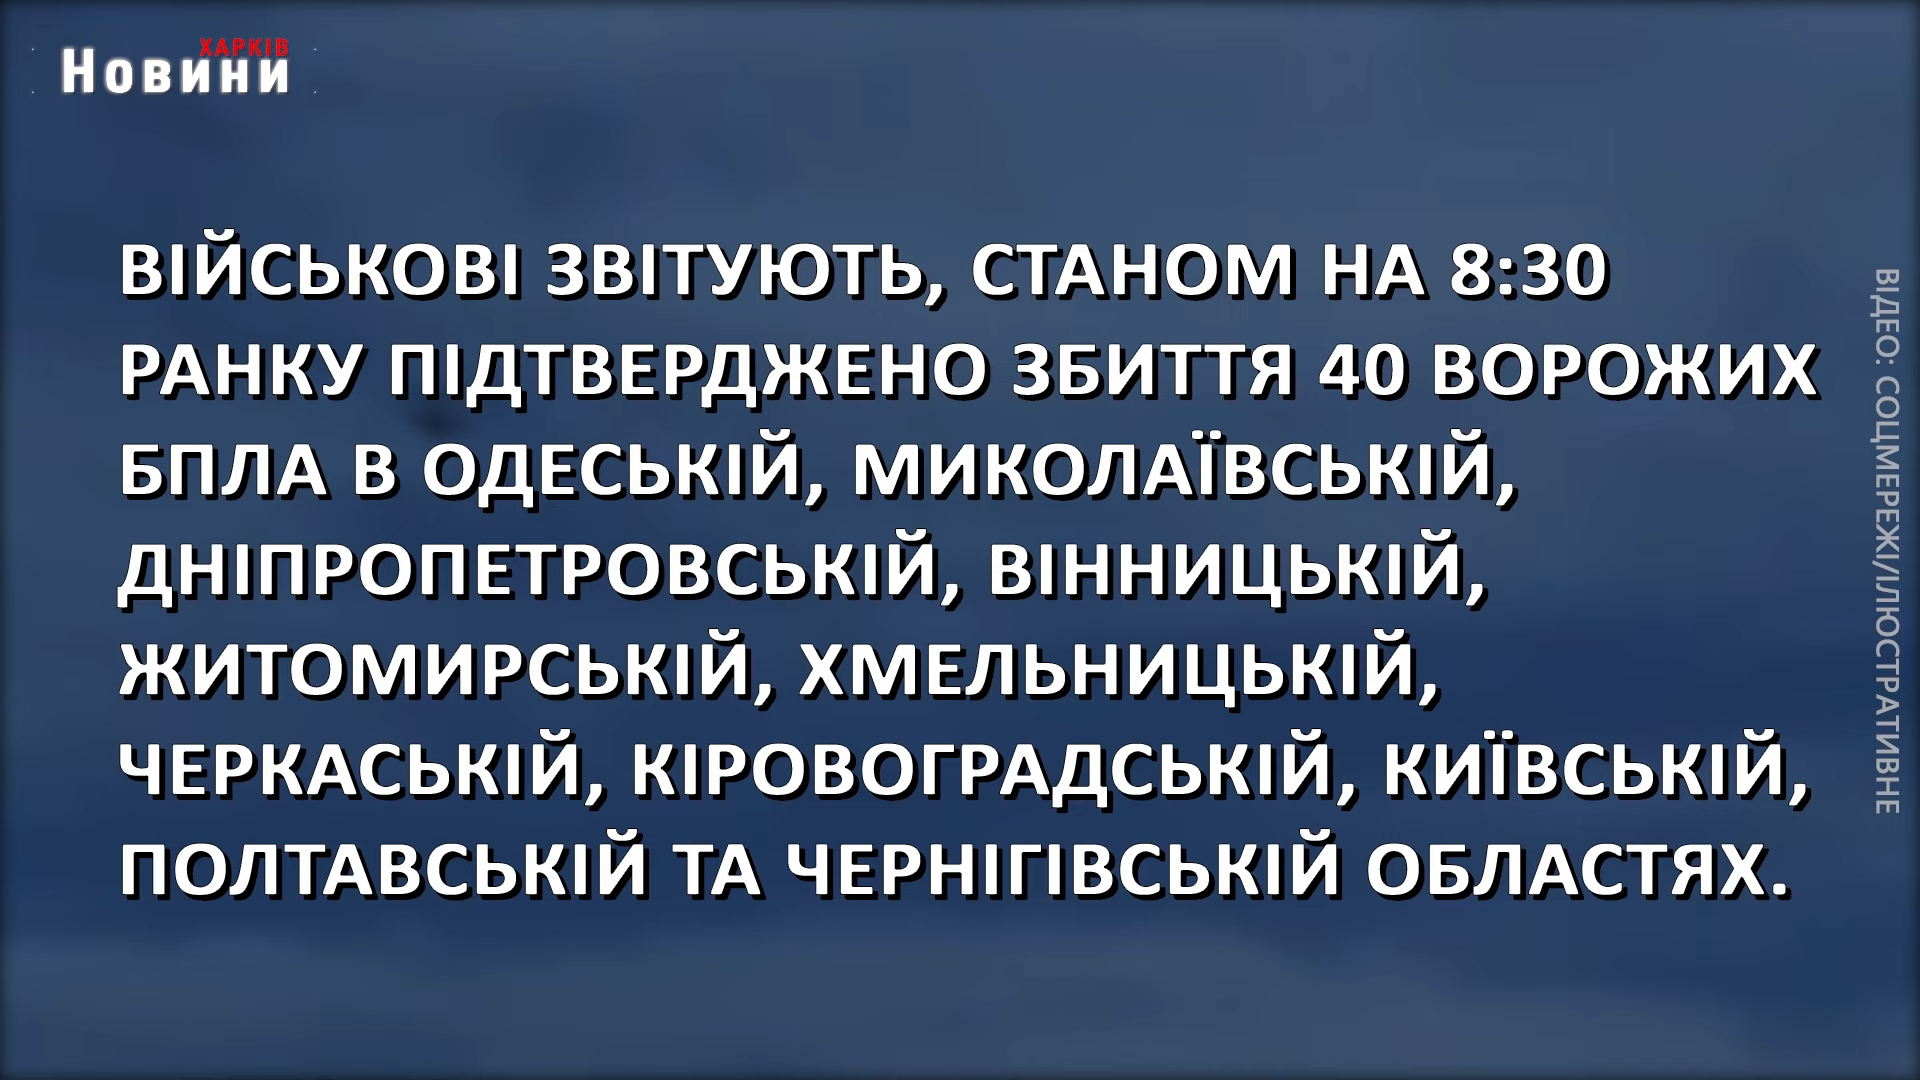 ХАРКІВ
Новини
ВІЙСЬКОВІ ЗВІТУЮТЬ, СТАНОМ НА 8:30
РАНКУ ПІДТВЕРДЖЕНО ЗБИТТЯ 40 ВОРОЖИХ
БПЛА В ОДЕСЬКІЙ, МИКОЛАЇВСЬКІЙ,
ДНІПРОПЕТРОВСЬКІЙ, ВІННИЦЬКІЙ,
ЖИТОМИРСЬКІЙ, ХМЕЛЬНИЦЬКІЙ,
ЧЕРКАСЬКІЙ, КІРОВОГРАДСЬКІЙ, КИЇВСЬКІЙ,
ПОЛТАВСЬКІЙ ТА ЧЕРНІГІВСЬКІЙ ОБЛАСТЯХ.
ВІДЕО: СОЦМЕРЕЖІ/ІЛЮСТРАТИВНЕ